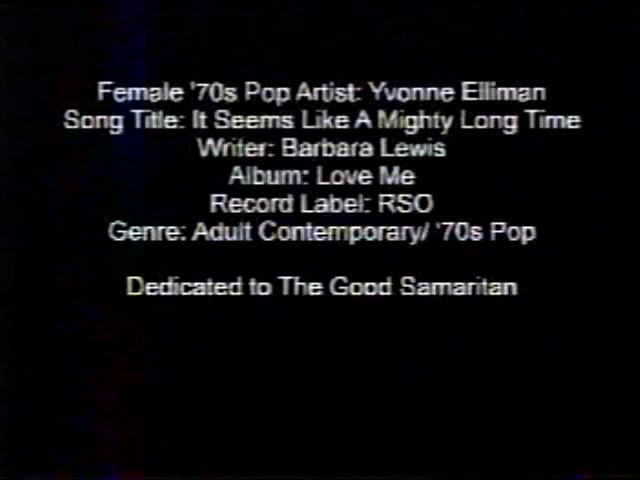 Female '70s Pop Artist: Yvonne Elliman
Song Title: It Seems Like A Mighty Long Time
Writer: Barbara Lewis
Album: Love Me
Record Label: RSO
Genre: Adult Contemporary/ '70s Pop
Dedicated to The Good Samaritan